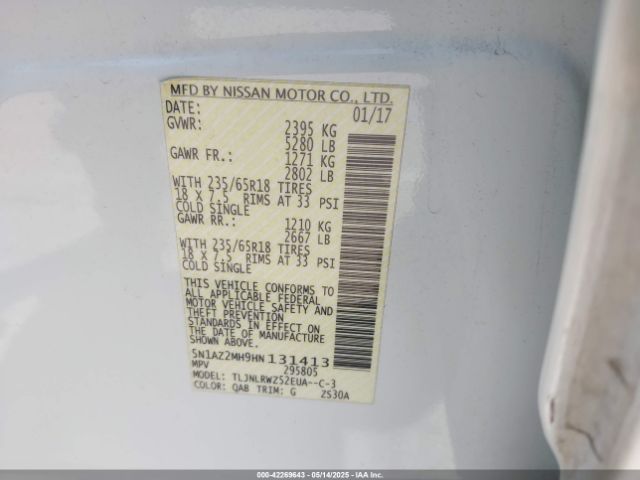 MFD BY NISSAN MOTOR CO., LTD.
DATE: 01/17
GVWR: 2395 KG
5280 LB
GAWR FR.: 1271 KG
2802 LB
WITH 235/65R18 TIRES
18 X 7.5 RIMS AT 33 PSI
COLD SINGLE
GAWR RR.: 1210 KG
2667 LB
WITH 235/65R18 TIRES
18 X 7.5 RIMS AT 33 PSI
COLD SINGLE
THIS VEHICLE CONFORMS TO
ALL APPLICABLE FEDERAL
MOTOR VEHICLE SAFETY AND
THEFT PREVENTION
STANDARDS IN EFFECT ON
THE DATE OF MANUFACTURE
SHOWN ABOVE.
5N1AZ2MH9HN131413
MPV 295805
MODEL: TLJNLRWZ52EUA--C-3
COLOR: QAB TRIM: G Z530A
000-42269643 - 05/14/2025 - IAA Inc.